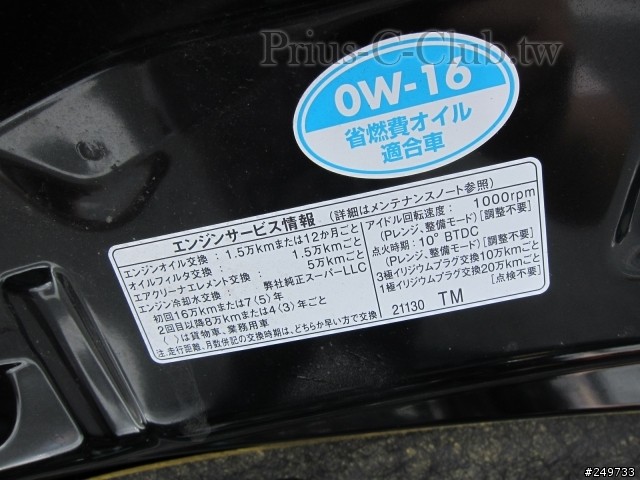 Prius-C-Club.tw
0W-16
省燃費オイル
適合車
エンジンサービス情報 (詳細はメンテナンスノート参照)
エンジンオイル交換 : 1.5万kmまたは12か月ごと
オイルフィルタ交換 : 1.5万kmごと
エアクリーナエレメント交換 : 5万kmごと
エンジン冷却水交換 : 弊社純正スーパーLLC
初回16万kmまたは7(5)年
2回目以降8万kmまたは4(3)年ごと
( )は貨物車、業務用車
注.走行距離、月数併記の交換時期は、どちらか早い方で交換
アイドル回転速度: 1000rpm
(Pレンジ、整備モード) [調整不要]
点火時期: 10° BTDC
(Pレンジ、整備モード) [調整不要]
3極イリジウムプラグ交換10万kmごと
1極イリジウムプラグ交換20万kmごと
[点検不要]
21130 TM
#249733